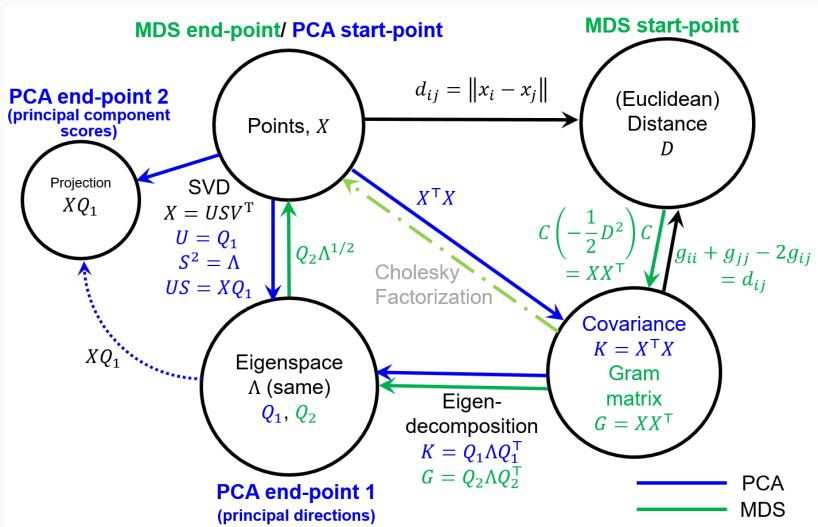 MDS end-point/ PCA start-point
MDS start-point
PCA end-point 2
(principal component
scores)
Projection
XQ₁
Points, X
dᵢⱼ = ‖xᵢ − xⱼ‖
(Euclidean)
Distance
D
SVD
X = USVᵀ
U = Q₁
S² = Λ
US = XQ₁
Q₂Λ^{1/2}
X⊤X
Cholesky
Factorization
C(−1/2 D²)C
= XX⊤
gᵢᵢ + gⱼⱼ − 2gᵢⱼ
= dᵢⱼ
XQ₁
Eigenspace
Λ (same)
Q₁, Q₂
Eigen-
decomposition
K = Q₁ΛQ₁⊤
G = Q₂ΛQ₂⊤
Covariance
K = X⊤X
Gram
matrix
G = XX⊤
PCA end-point 1
(principal directions)
PCA
MDS